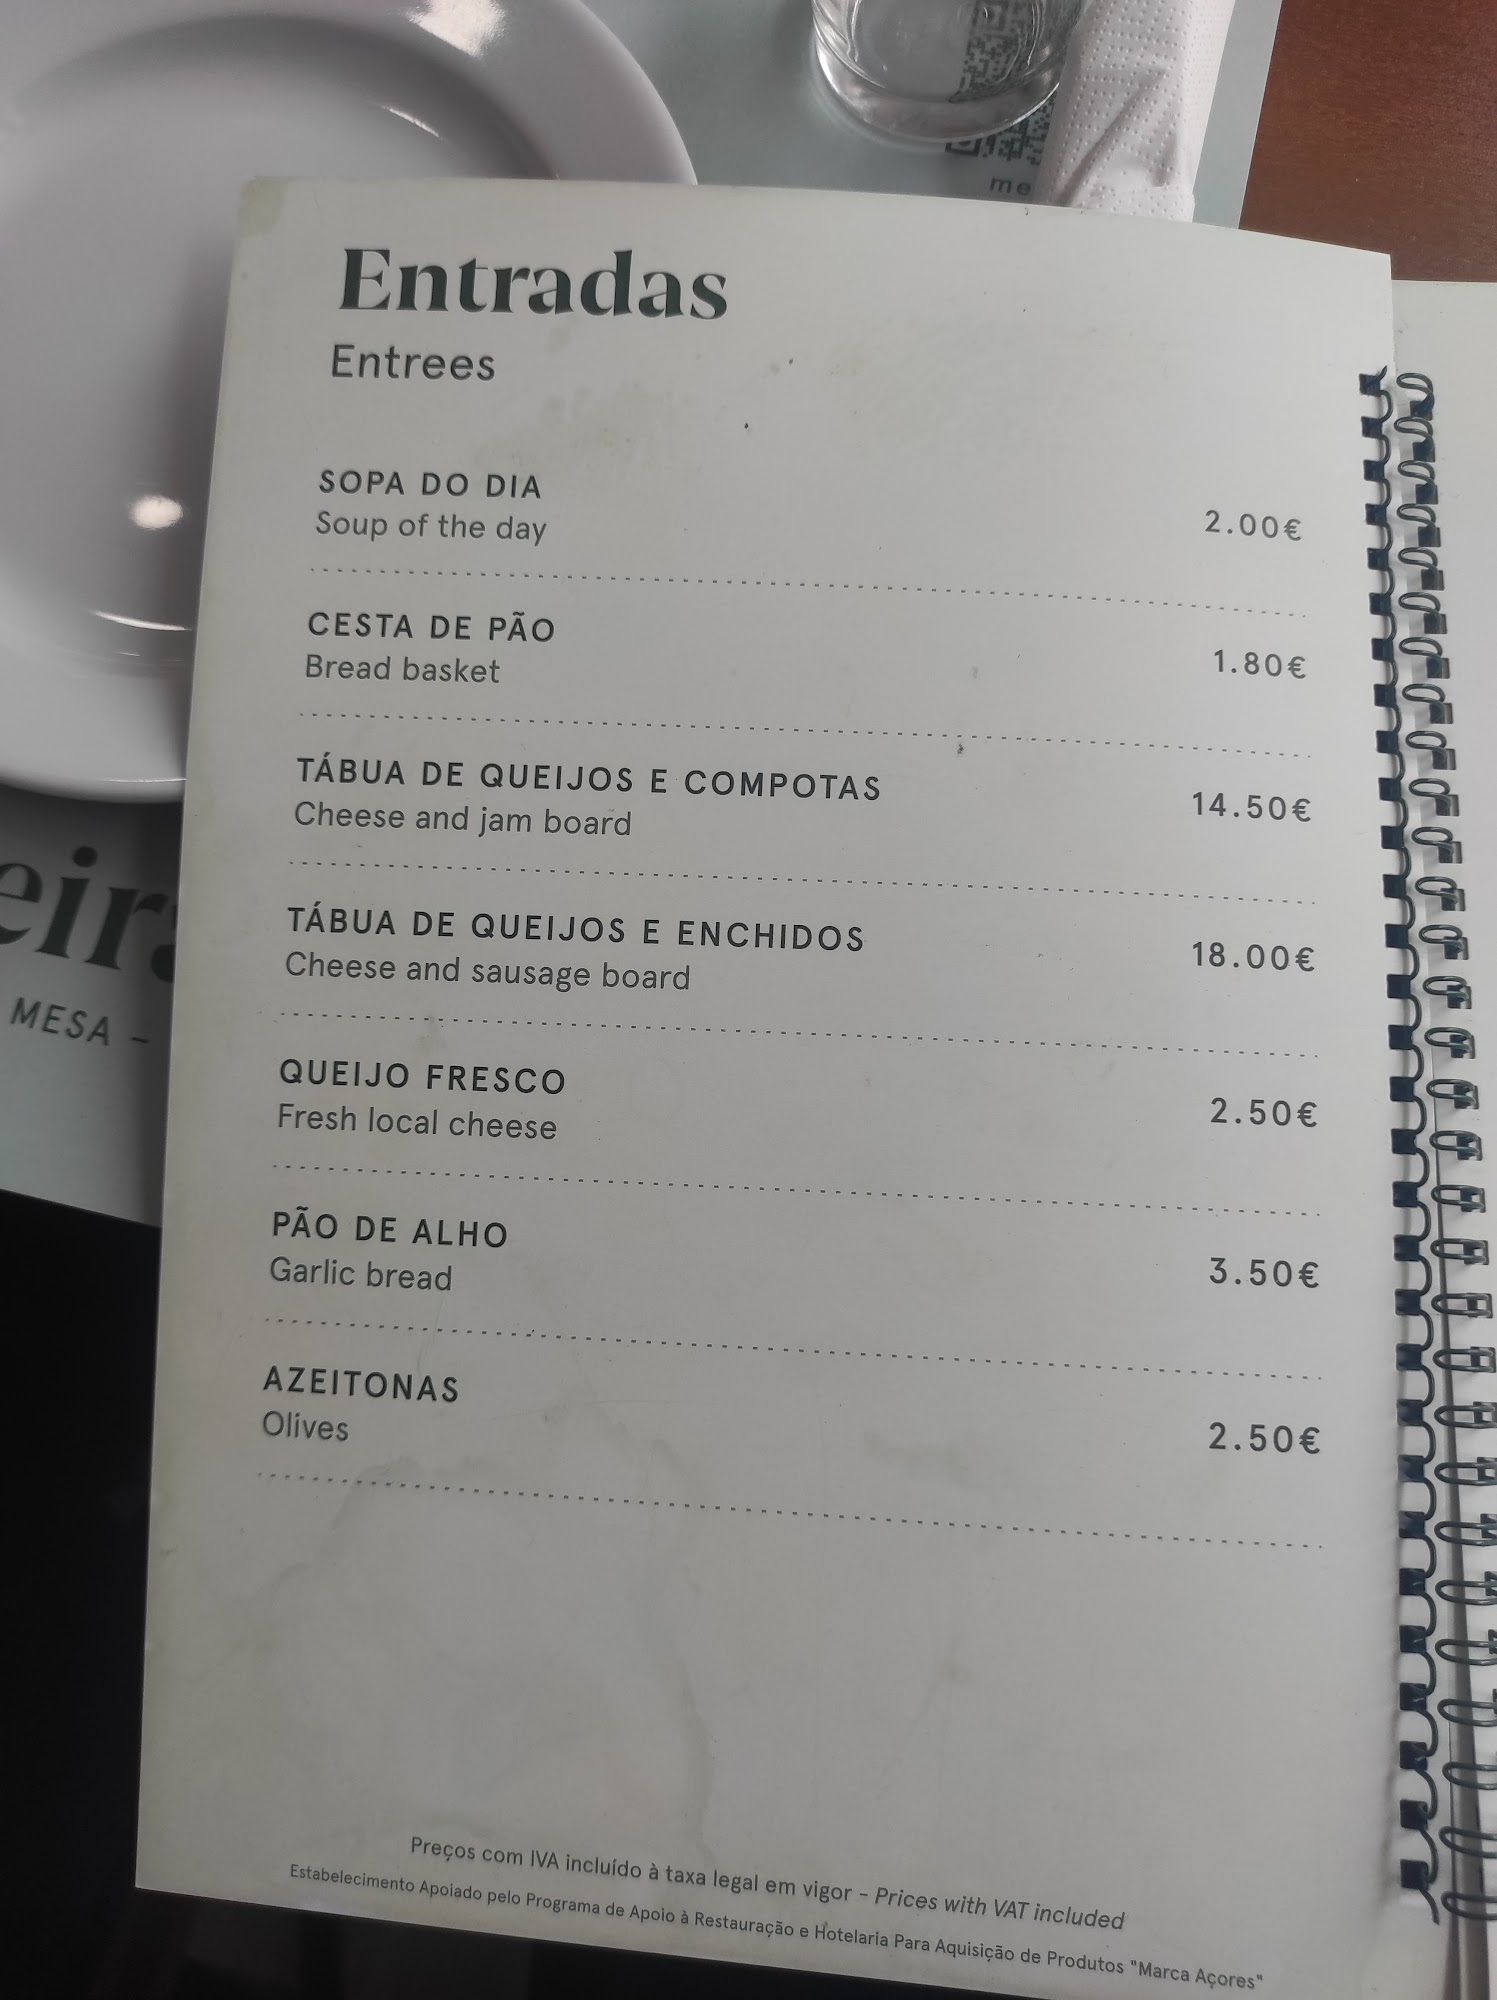 me
Entradas
Entrees
SOPA DO DIA
Soup of the day
2.00€
CESTA DE PÃO
Bread basket
1.80€
TÁBUA DE QUEIJOS E COMPOTAS
Cheese and jam board
14.50€
TÁBUA DE QUEIJOS E ENCHIDOS
Cheese and sausage board
18.00€
QUEIJO FRESCO
Fresh local cheese
2.50€
PÃO DE ALHO
Garlic bread
3.50€
AZEITONAS
Olives
2.50€
eira
MESA –
Preços com IVA incluído à taxa legal em vigor - Prices with VAT included
Estabelecimento Apoiado pelo Programa de Apoio à Restauração e Hotelaria Para Aquisição de Produtos "Marca Açores"